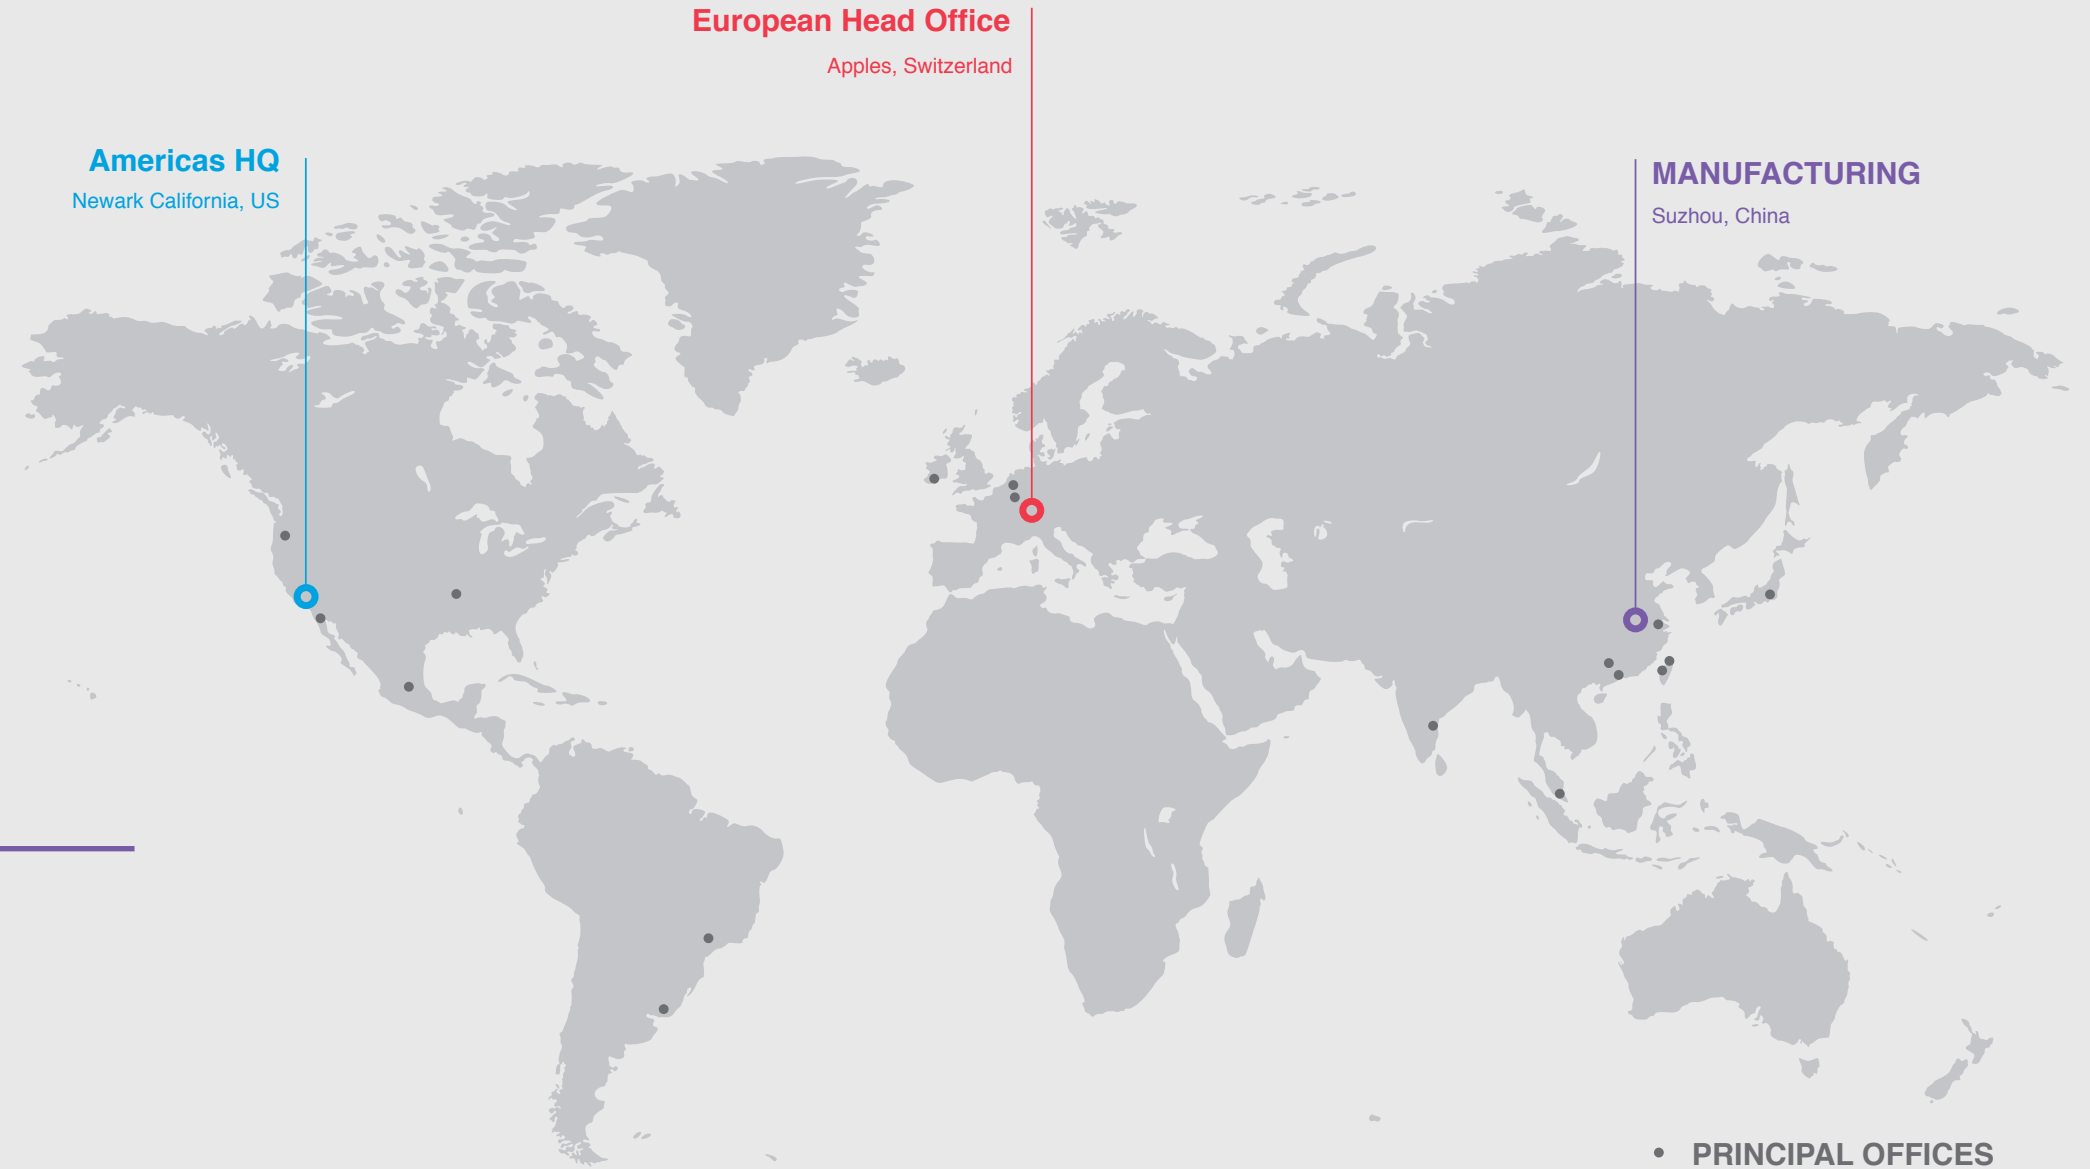 European Head Office
Apples, Switzerland
Americas HQ
Newark California, US
MANUFACTURING
Suzhou, China
PRINCIPAL OFFICES